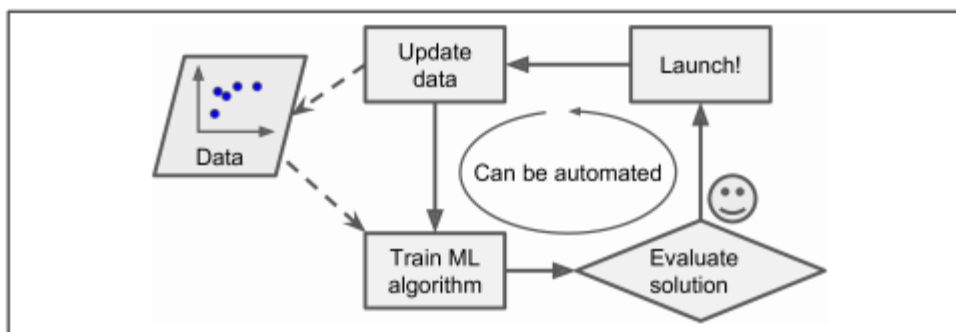 Update
data
Launch!
Data
Can be automated
Train ML
algorithm
Evaluate
solution